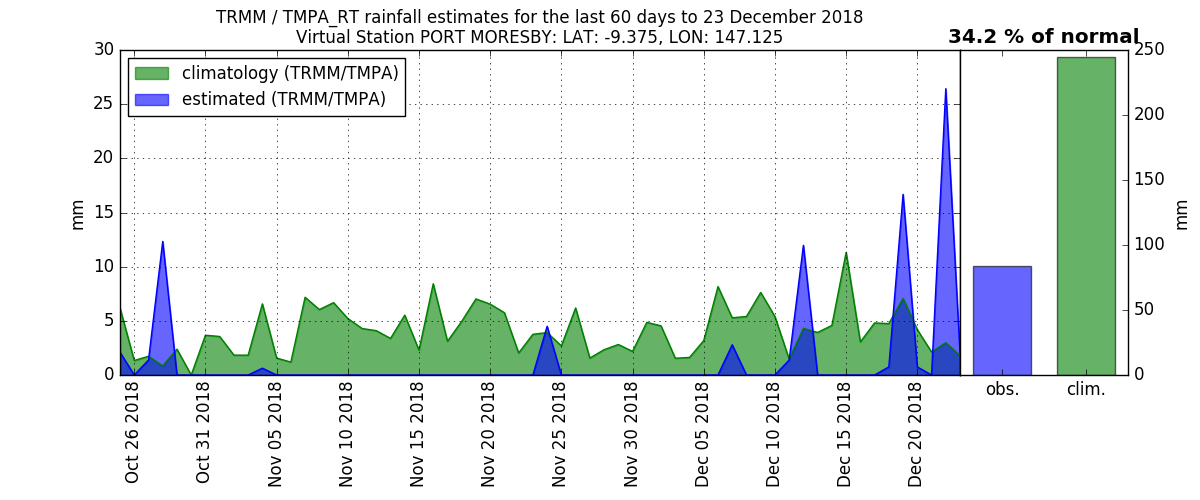 TRMM / TMPA_RT rainfall estimates for the last 60 days to 23 December 2018
Virtual Station PORT MORESBY: LAT: -9.375, LON: 147.125
34.2 % of normal
climatology (TRMM/TMPA)
estimated (TRMM/TMPA)
30
25
20
15
10
5
0
mm
250
200
150
100
50
0
mm
Oct 26 2018
Oct 31 2018
Nov 05 2018
Nov 10 2018
Nov 15 2018
Nov 20 2018
Nov 25 2018
Nov 30 2018
Dec 05 2018
Dec 10 2018
Dec 15 2018
Dec 20 2018
obs.
clim.